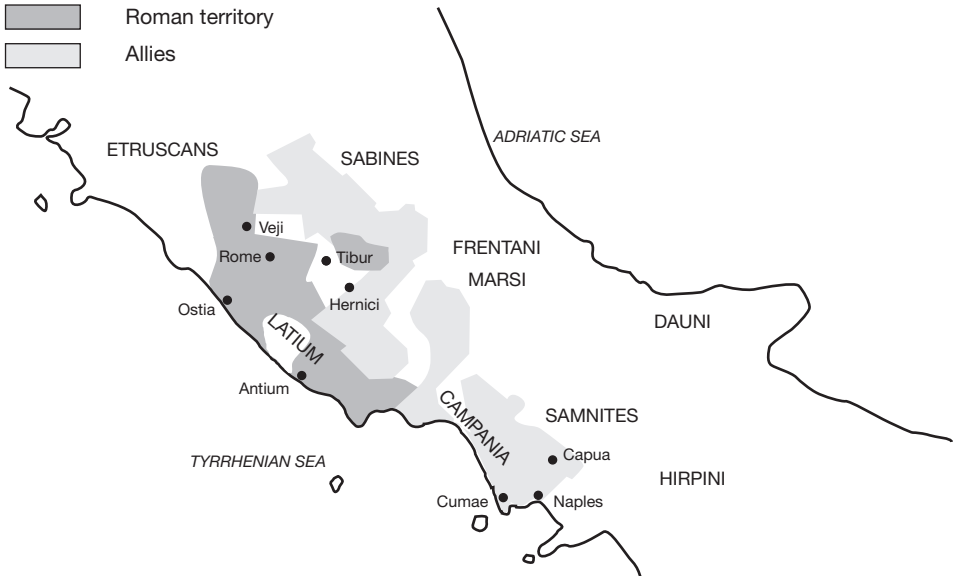 Roman territory
Allies
ADRIATIC SEA
ETRUSCANS
SABINES
Veji
FRENTANI
Rome
Tibur
MARSI
Hernici
Ostia
DAUNI
LATIUM
Antium
CAMPANIA
SAMNITES
Capua
TYRRHENIAN SEA
HIRPINI
Cumae
Naples